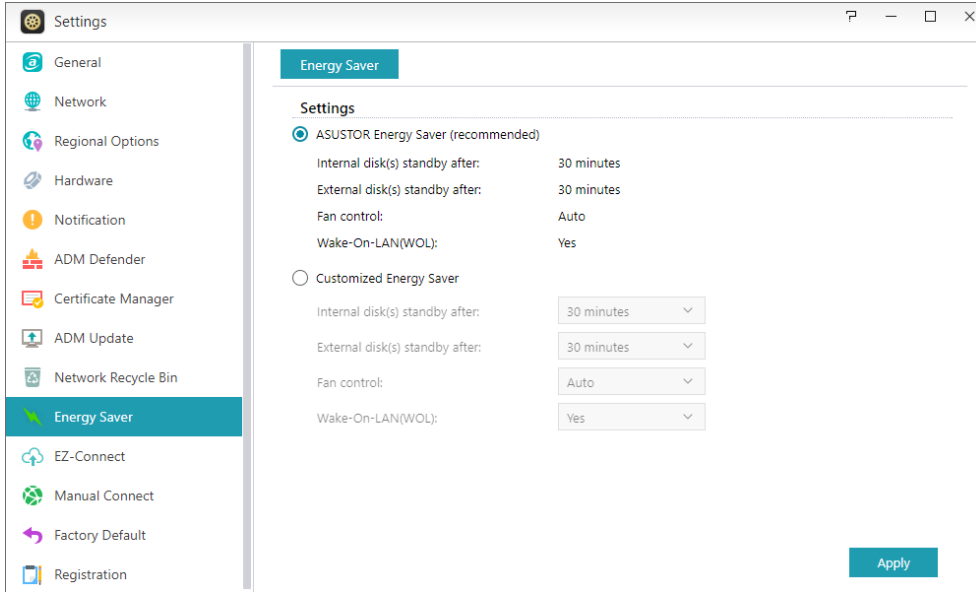 Settings
General
Network
Regional Options
Hardware
Notification
ADM Defender
Certificate Manager
ADM Update
Network Recycle Bin
Energy Saver
EZ-Connect
Manual Connect
Factory Default
Registration
Energy Saver
Settings
ASUSTOR Energy Saver (recommended)
Internal disk(s) standby after: 30 minutes
External disk(s) standby after: 30 minutes
Fan control: Auto
Wake-On-LAN(WOL): Yes
Customized Energy Saver
Internal disk(s) standby after: 30 minutes
External disk(s) standby after: 30 minutes
Fan control: Auto
Wake-On-LAN(WOL): Yes
Apply